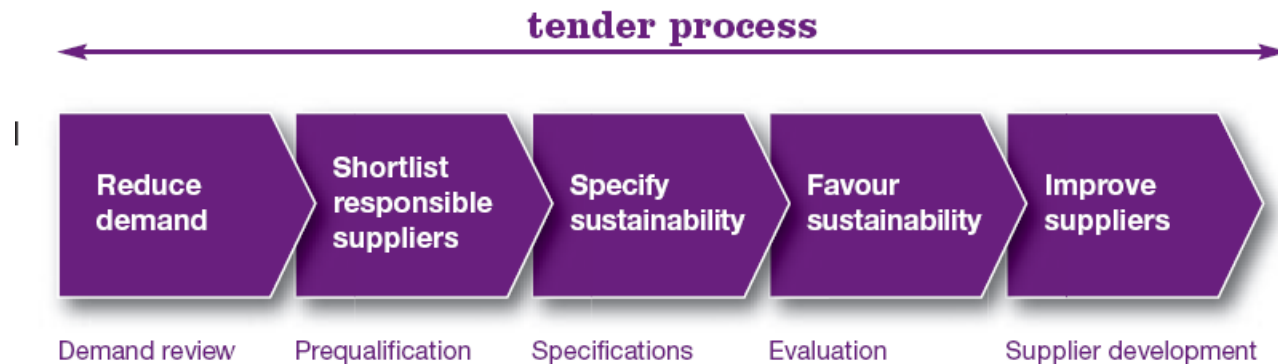 tender process
Reduce
demand
Shortlist
responsible
suppliers
Specify
sustainability
Favour
sustainability
Improve
suppliers
Demand review
Prequalification
Specifications
Evaluation
Supplier development